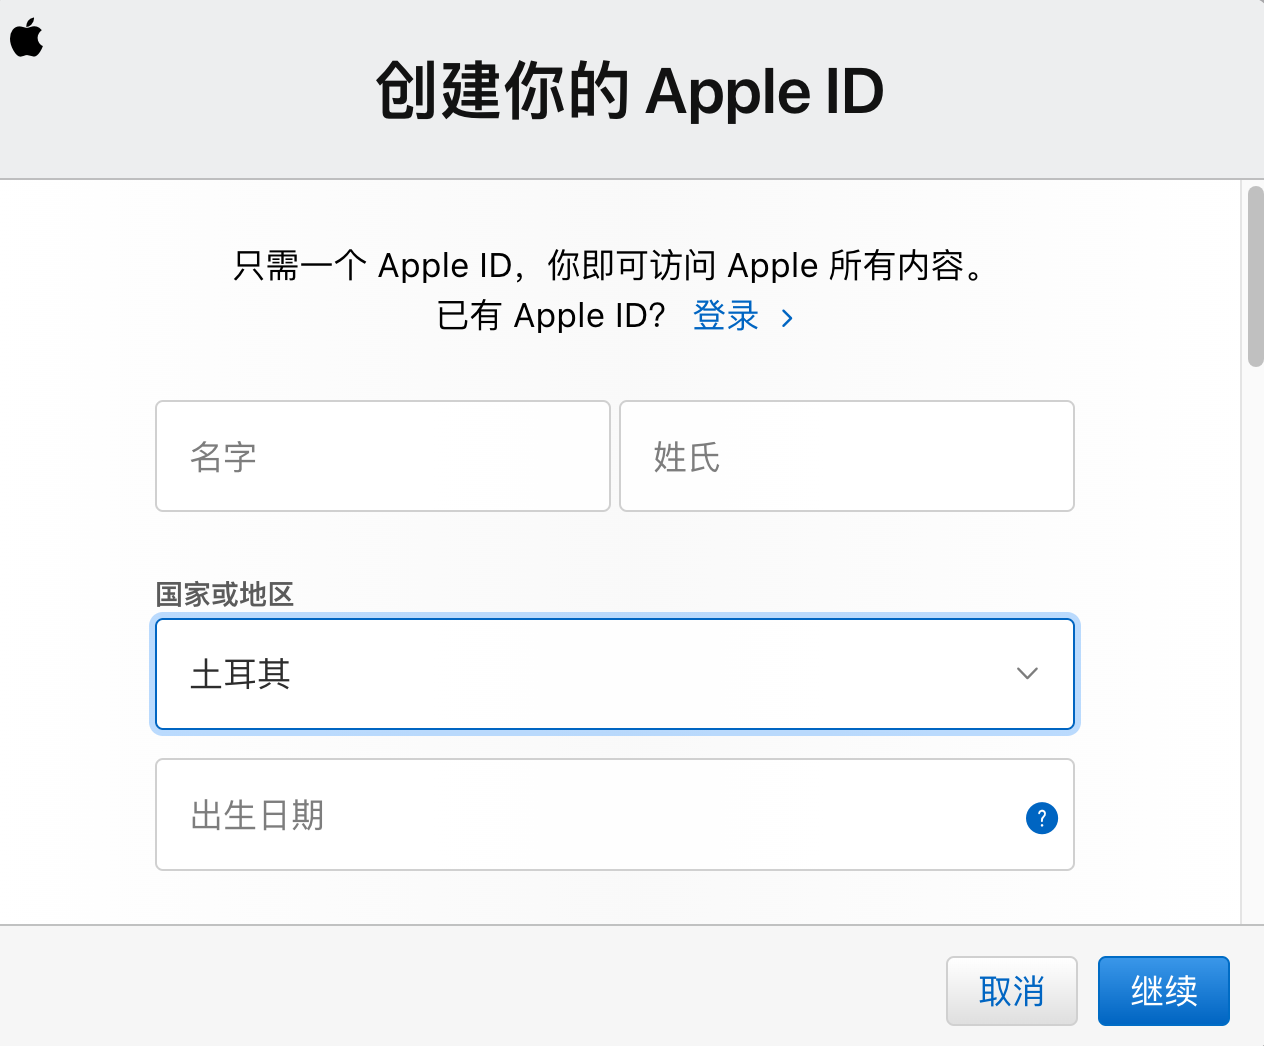 创建你的 Apple ID
只需一个 Apple ID，你即可访问 Apple 所有内容。
已有 Apple ID？ 登录 >
名字 姓氏
国家或地区
土耳其
出生日期 ?
取消 继续